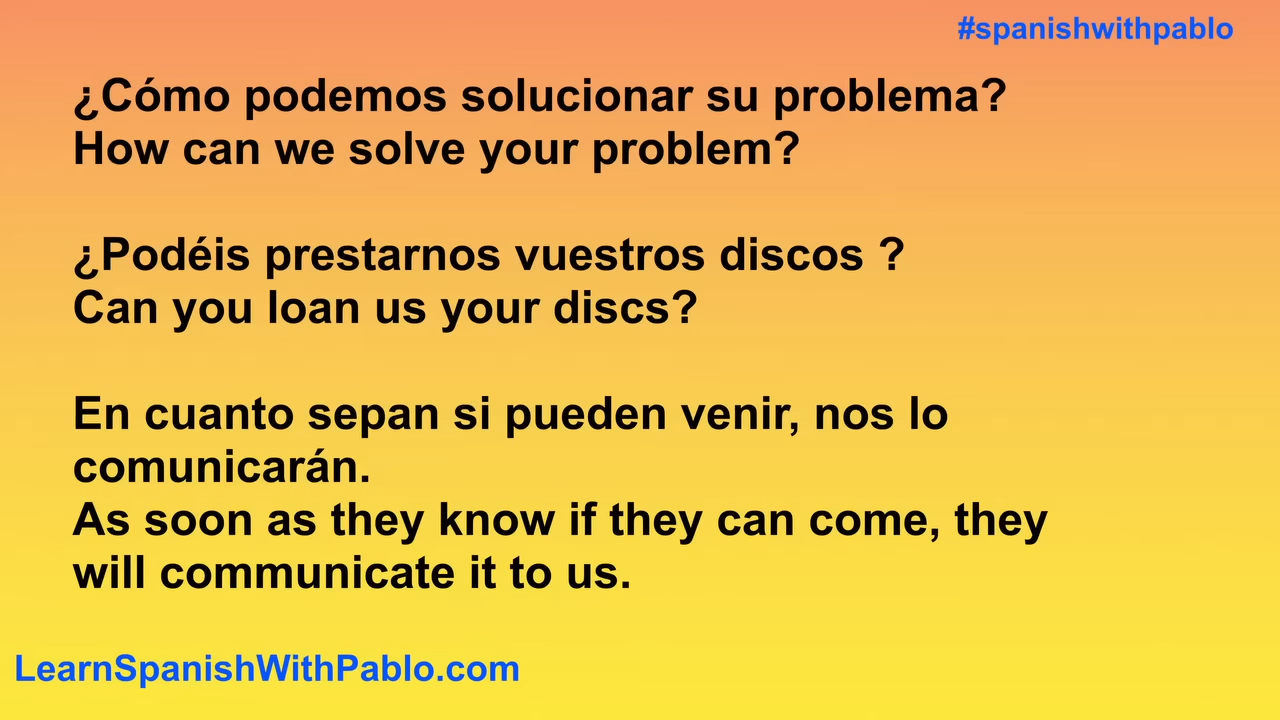 #spanishwithpablo
¿Cómo podemos solucionar su problema?
How can we solve your problem?
¿Podéis prestarnos vuestros discos ?
Can you loan us your discs?
En cuanto sepan si pueden venir, nos lo
comunicarán.
As soon as they know if they can come, they
will communicate it to us.
LearnSpanishWithPablo.com